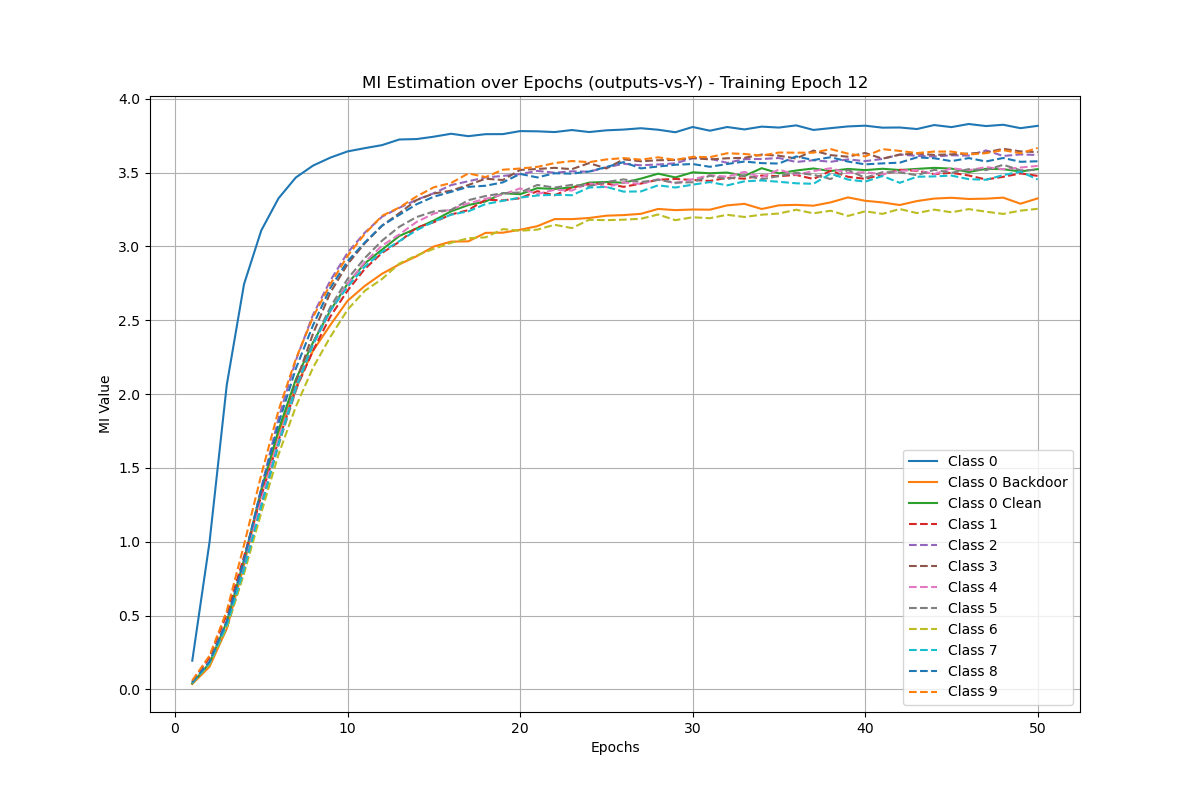 MI Estimation over Epochs (outputs-vs-Y) - Training Epoch 12
4.0
3.5
3.0
2.5
2.0
1.5
1.0
0.5
0.0
MI Value
0 10 20 30 40 50
Epochs
Class 0
Class 0 Backdoor
Class 0 Clean
Class 1
Class 2
Class 3
Class 4
Class 5
Class 6
Class 7
Class 8
Class 9